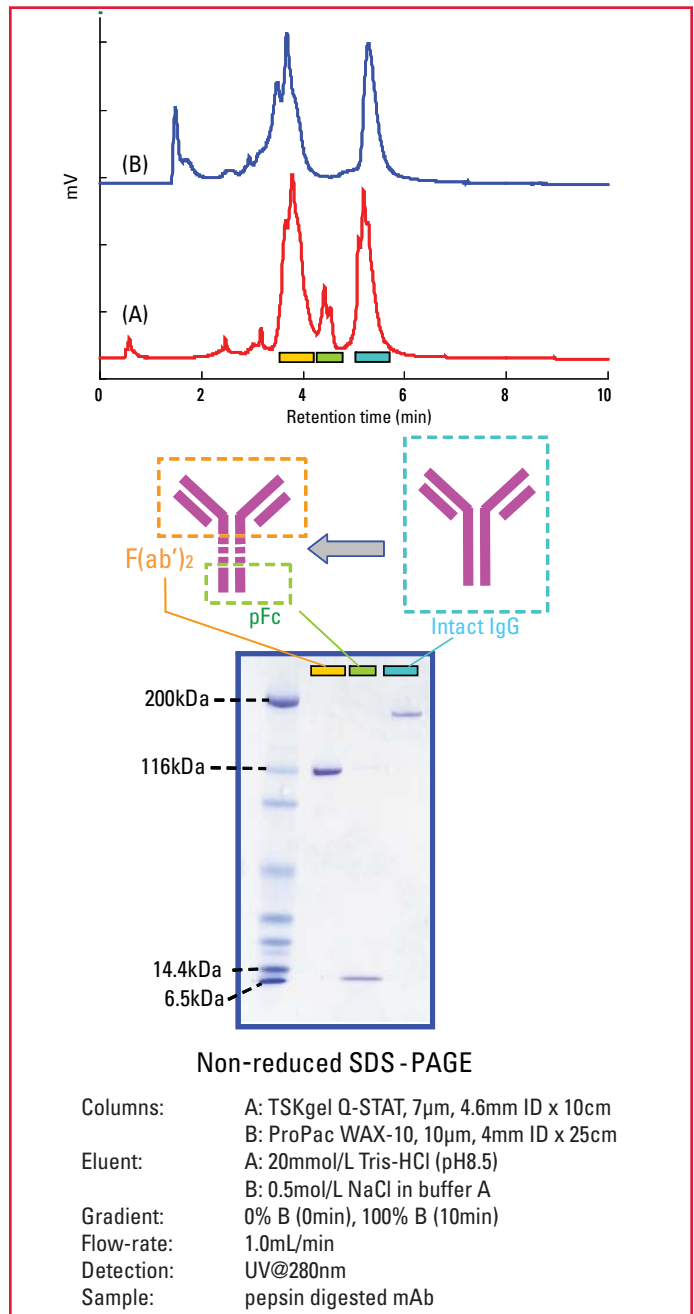 (B)
mV
(A)
0 2 4 6 8 10
Retention time (min)
F(ab')2
pFc
Intact IgG
200kDa
116kDa
14.4kDa
6.5kDa
Non-reduced SDS-PAGE
Columns: A: TSKgel Q-STAT, 7µm, 4.6mm ID x 10cm
B: ProPac WAX-10, 10µm, 4mm ID x 25cm
Eluent: A: 20mmol/L Tris-HCl (pH8.5)
B: 0.5mol/L NaCl in buffer A
Gradient: 0% B (0min), 100% B (10min)
Flow-rate: 1.0mL/min
Detection: UV@280nm
Sample: pepsin digested mAb